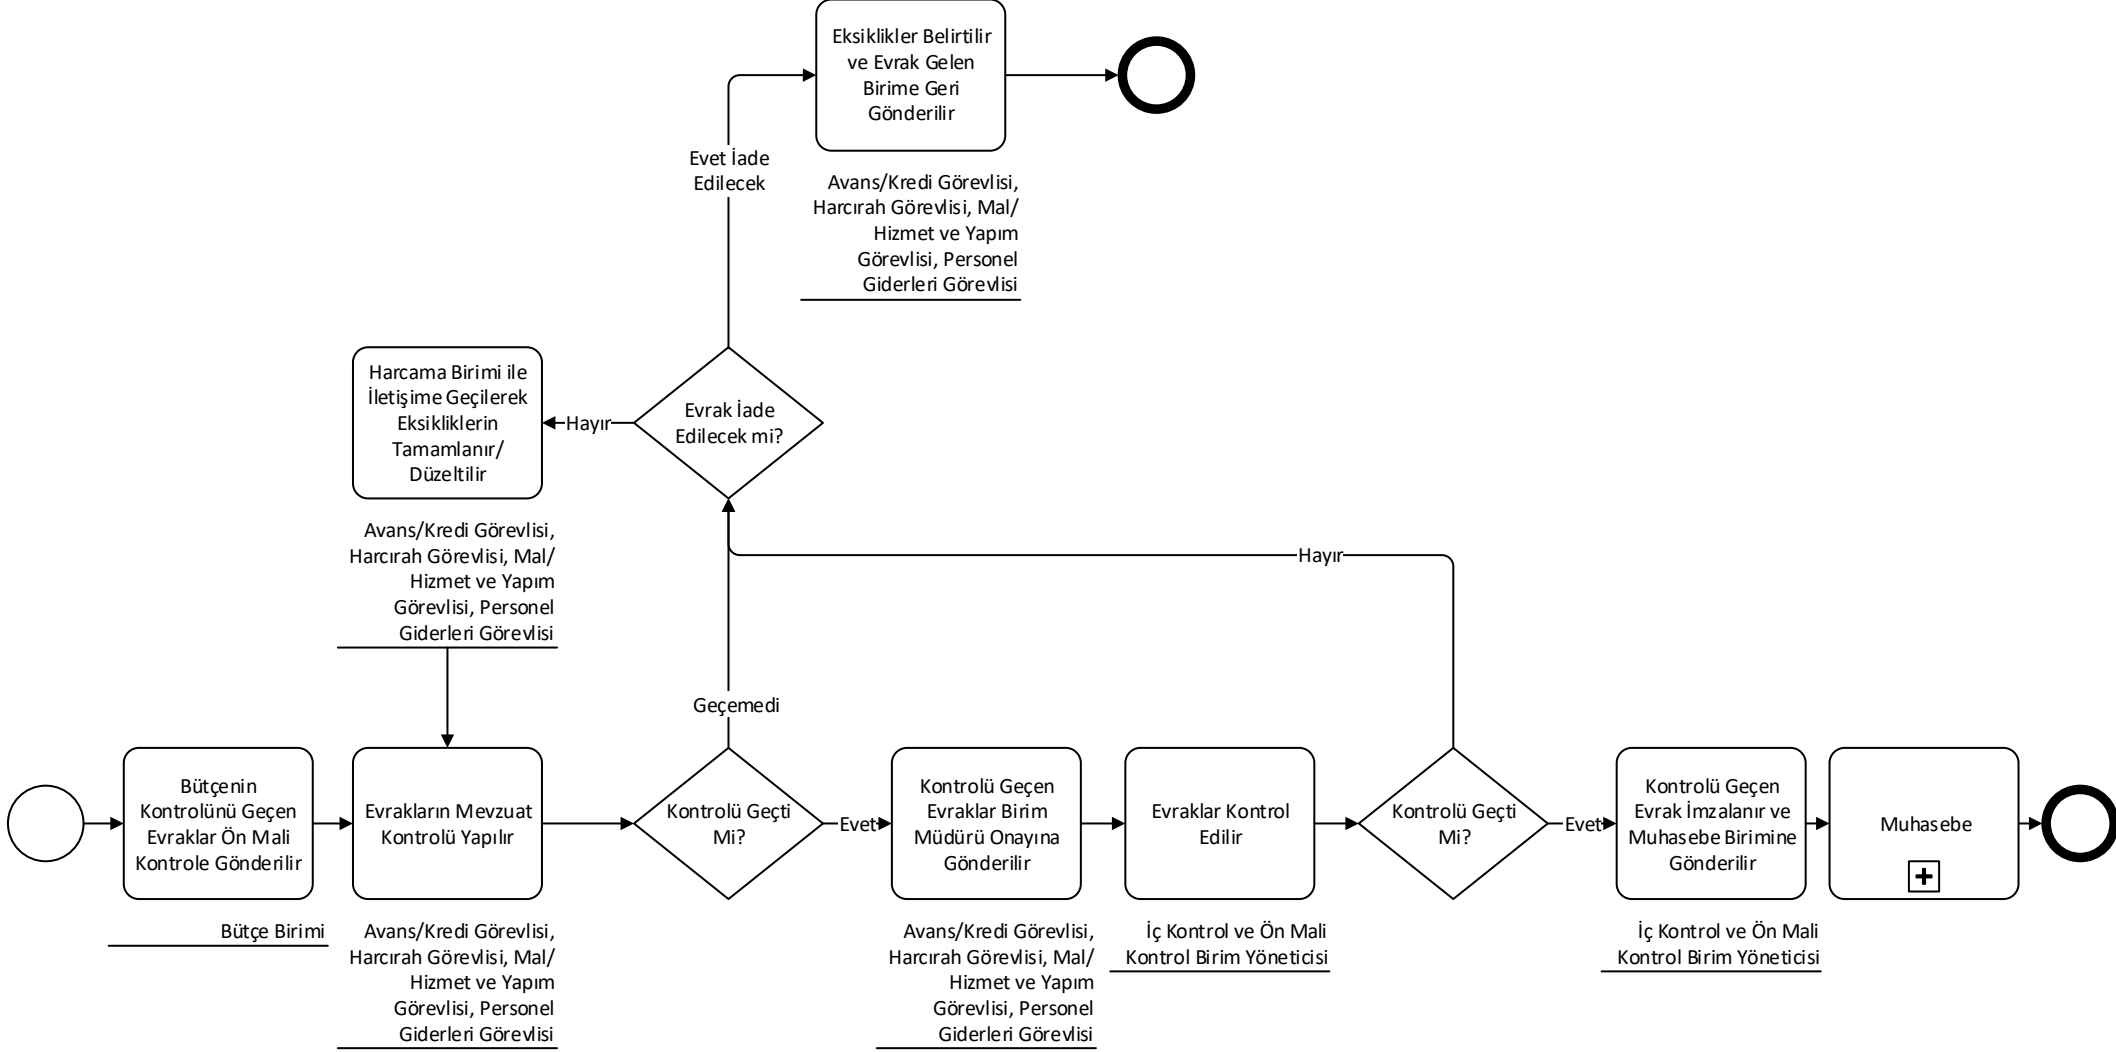 Eksiklikler Belirtilir
ve Evrak Gelen
Birime Geri
Gönderilir
Evet İade
Edilecek
Avans/Kredi Görevlisi,
Harcırah Görevlisi, Mal/
Hizmet ve Yapım
Görevlisi, Personel
Giderleri Görevlisi
Harcama Birimi ile
İletişime Geçilerek
Eksikliklerin
Tamamlanır/
Düzeltilir
Hayır
Evrak İade
Edilecek mi?
Avans/Kredi Görevlisi,
Harcırah Görevlisi, Mal/
Hizmet ve Yapım
Görevlisi, Personel
Giderleri Görevlisi
Hayır
Geçemedi
Bütçenin
Kontrolünü Geçen
Evraklar Ön Mali
Kontrole Gönderilir
Bütçe Birimi
Evrakların Mevzuat
Kontrolü Yapılır
Avans/Kredi Görevlisi,
Harcırah Görevlisi, Mal/
Hizmet ve Yapım
Görevlisi, Personel
Giderleri Görevlisi
Kontrolü Geçti
Mi?
Evet
Kontrolü Geçen
Evraklar Birim
Müdürü Onayına
Gönderilir
Avans/Kredi Görevlisi,
Harcırah Görevlisi, Mal/
Hizmet ve Yapım
Görevlisi, Personel
Giderleri Görevlisi
Evraklar Kontrol
Edilir
İç Kontrol ve Ön Mali
Kontrol Birim Yöneticisi
Kontrolü Geçti
Mi?
Evet
Kontrolü Geçen
Evrak İmzalanır ve
Muhasebe Birimine
Gönderilir
İç Kontrol ve Ön Mali
Kontrol Birim Yöneticisi
Muhasebe